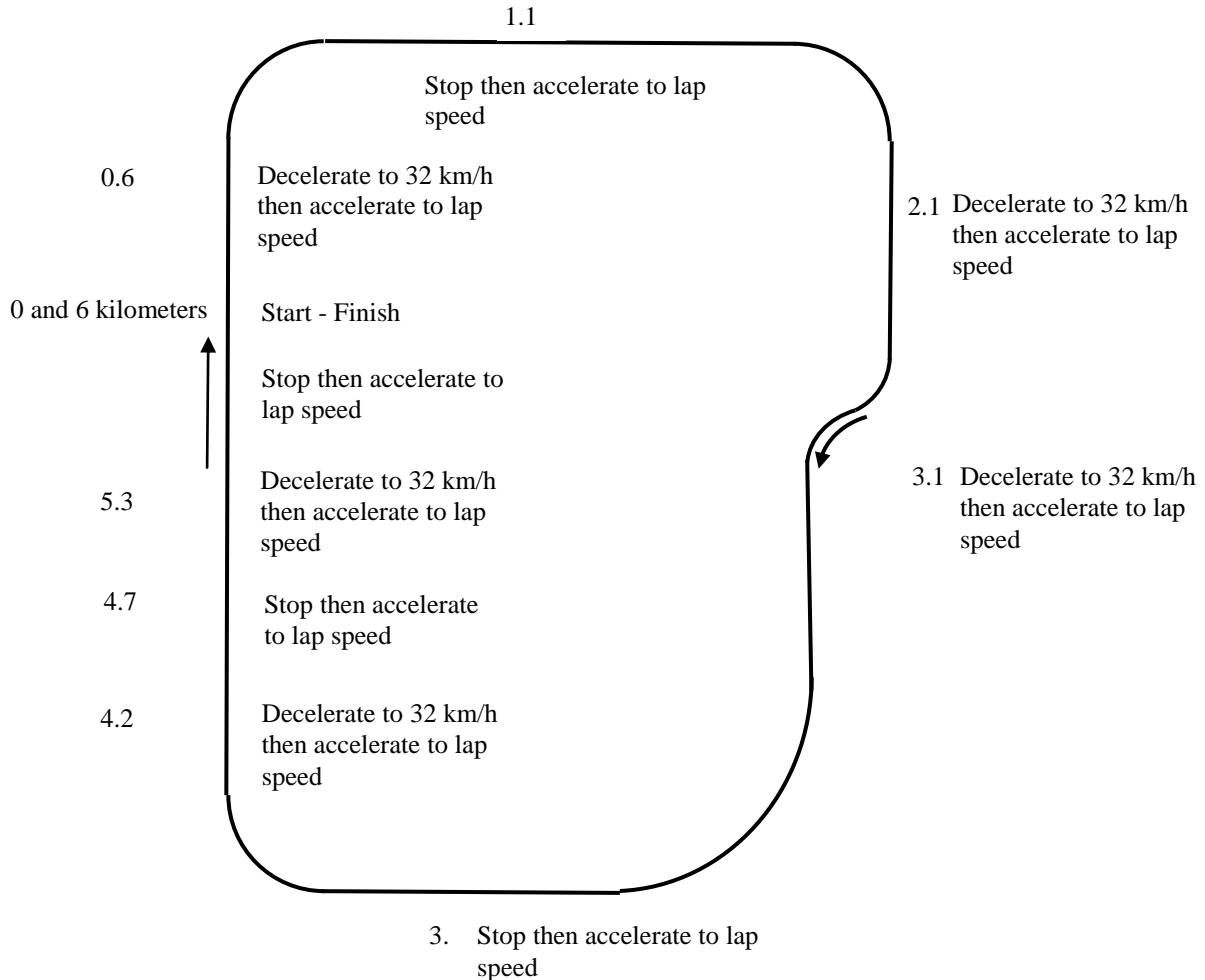 1.1
Stop then accelerate to lap
speed
0.6
Decelerate to 32 km/h
then accelerate to lap
speed
2.1 Decelerate to 32 km/h
then accelerate to lap
speed
0 and 6 kilometers
Start - Finish
Stop then accelerate to
lap speed
5.3
Decelerate to 32 km/h
then accelerate to lap
speed
3.1 Decelerate to 32 km/h
then accelerate to lap
speed
4.7
Stop then accelerate
to lap speed
4.2
Decelerate to 32 km/h
then accelerate to lap
speed
3. Stop then accelerate to lap
speed